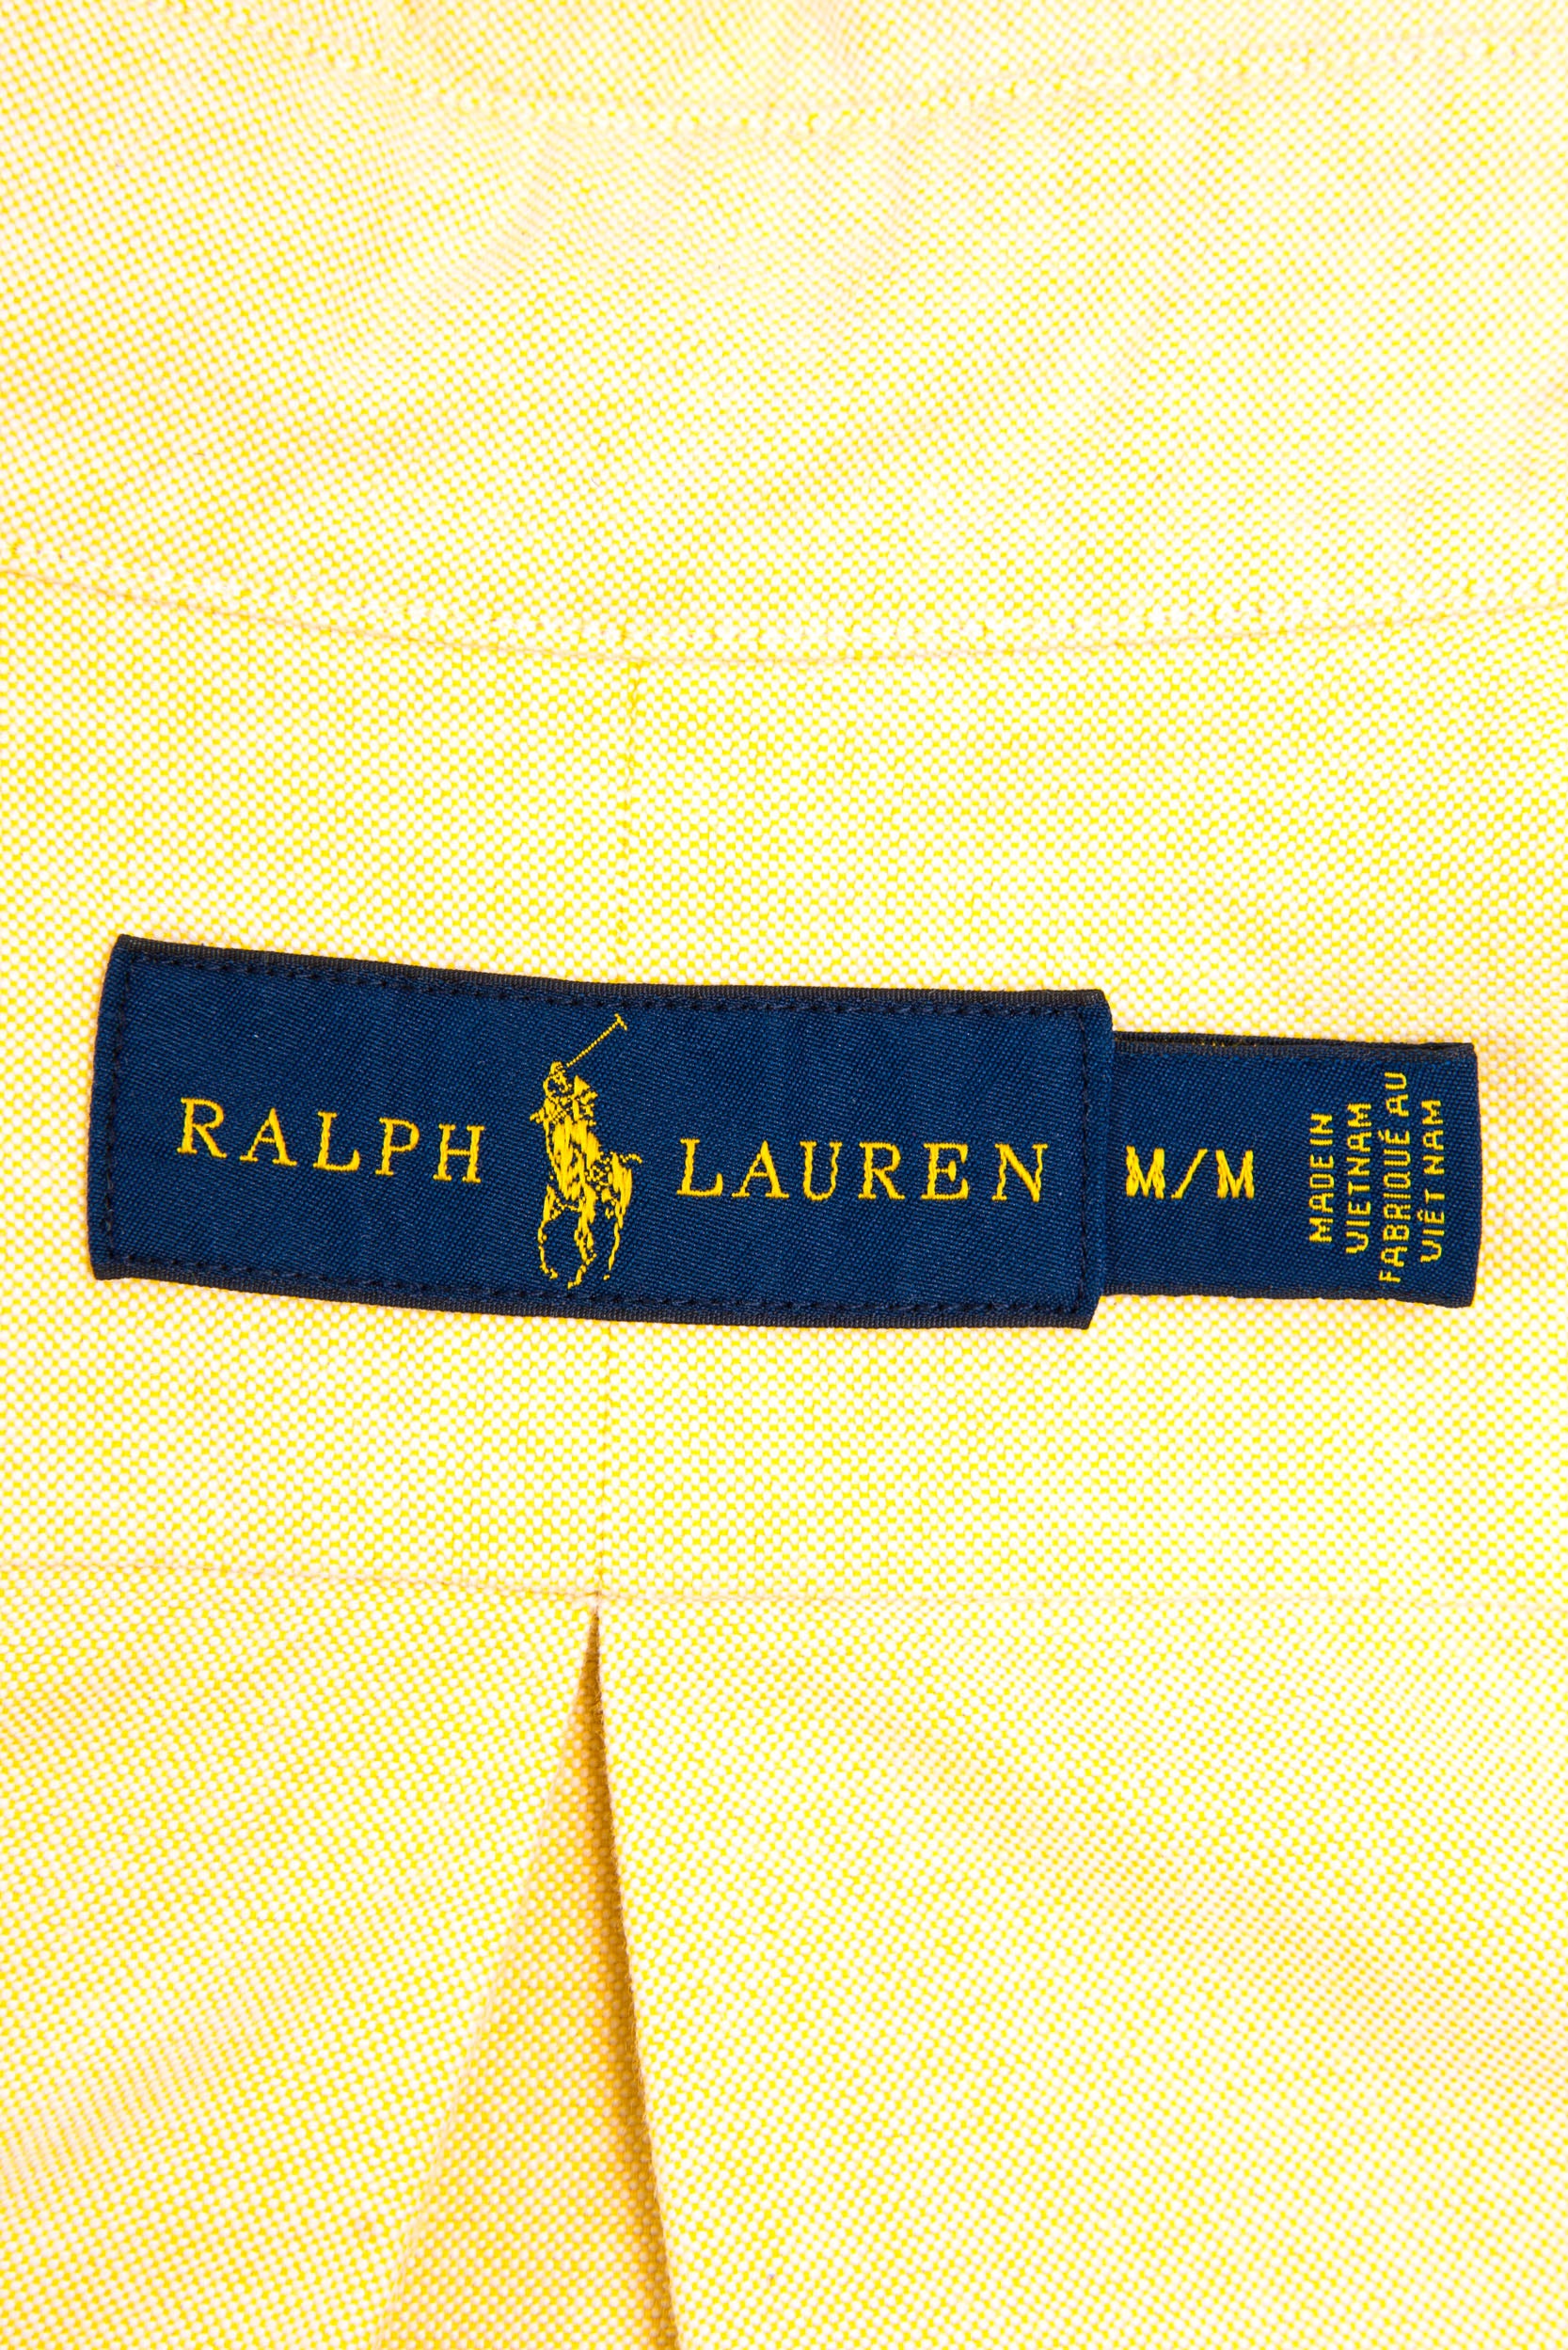 RALPH LAUREN
M/M
MADE IN
VIETNAM
FABRIQUÉ AU
VIÊT NAM